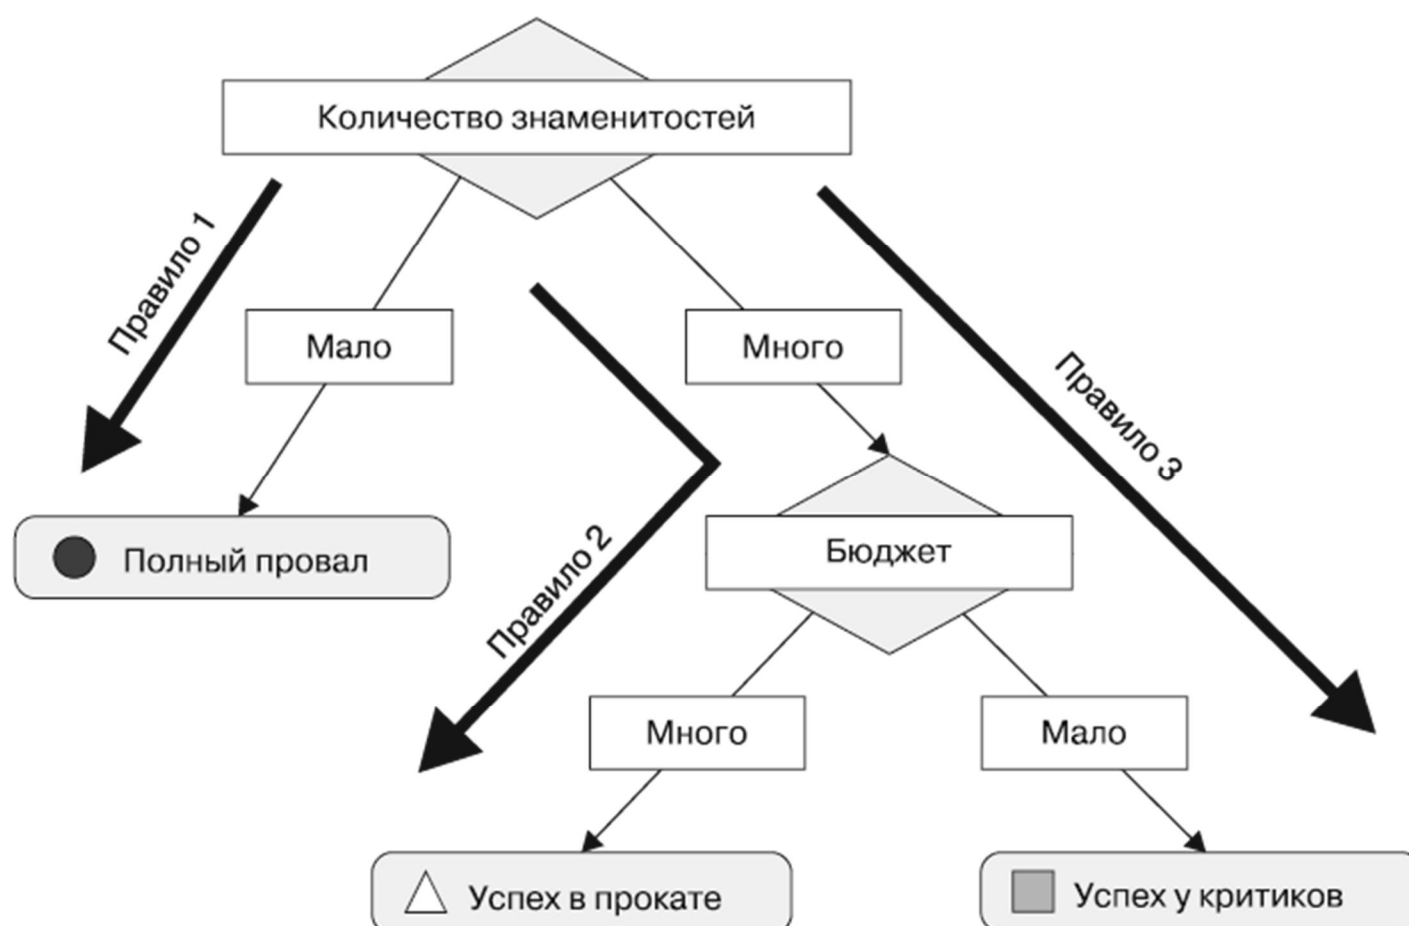 Количество знаменитостей
Правило 1
Мало
Много
Правило 3
Полный провал
Правило 2
Бюджет
Много
Мало
Успех в прокате
Успех у критиков